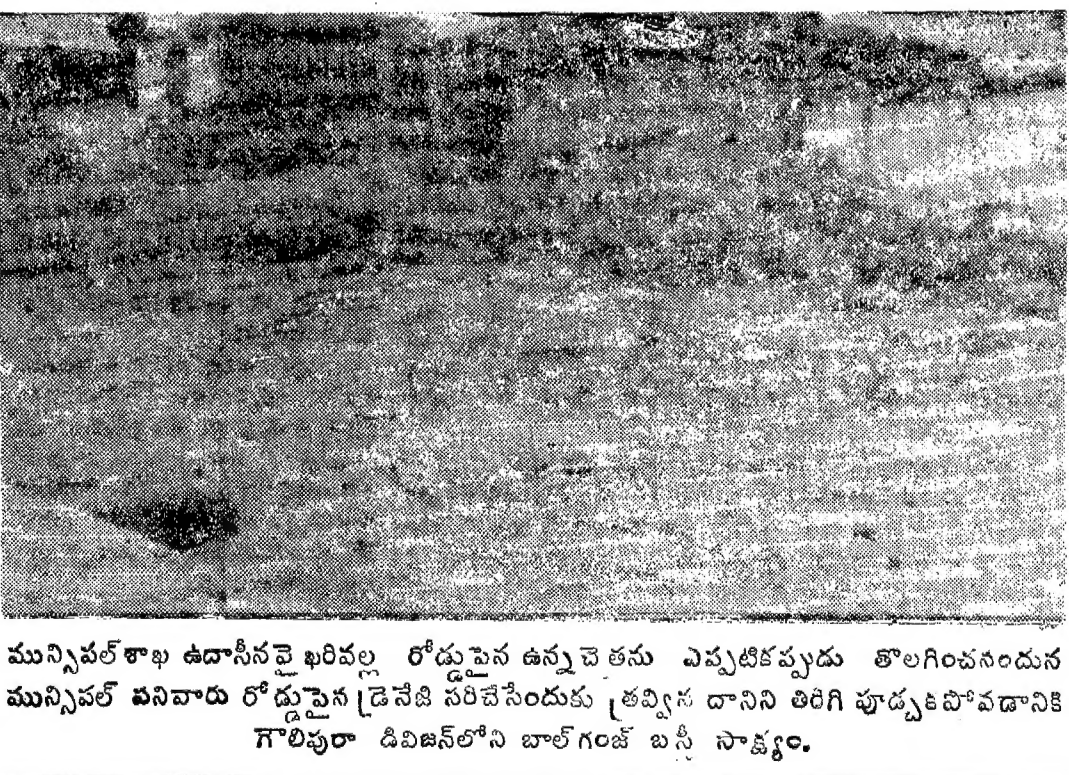 మున్సిపల్ శాఖ ఉదాసీనవై ఖరివల్ల రోడ్డుపైన ఉన్న చెతను ఎప్పటికప్పుడు తొలగించనందున
మున్సిపల్ పనివారు రోడ్డుపైన డ్రెనేజి సరిచేసేందుకు త్రవ్విన దానిని తిరిగి పూడ్చకపోవడానికి
గౌలిపురా డివిజన్‌లోని బాల్ గంజ్ బస్తీ సాక్ష్యం.